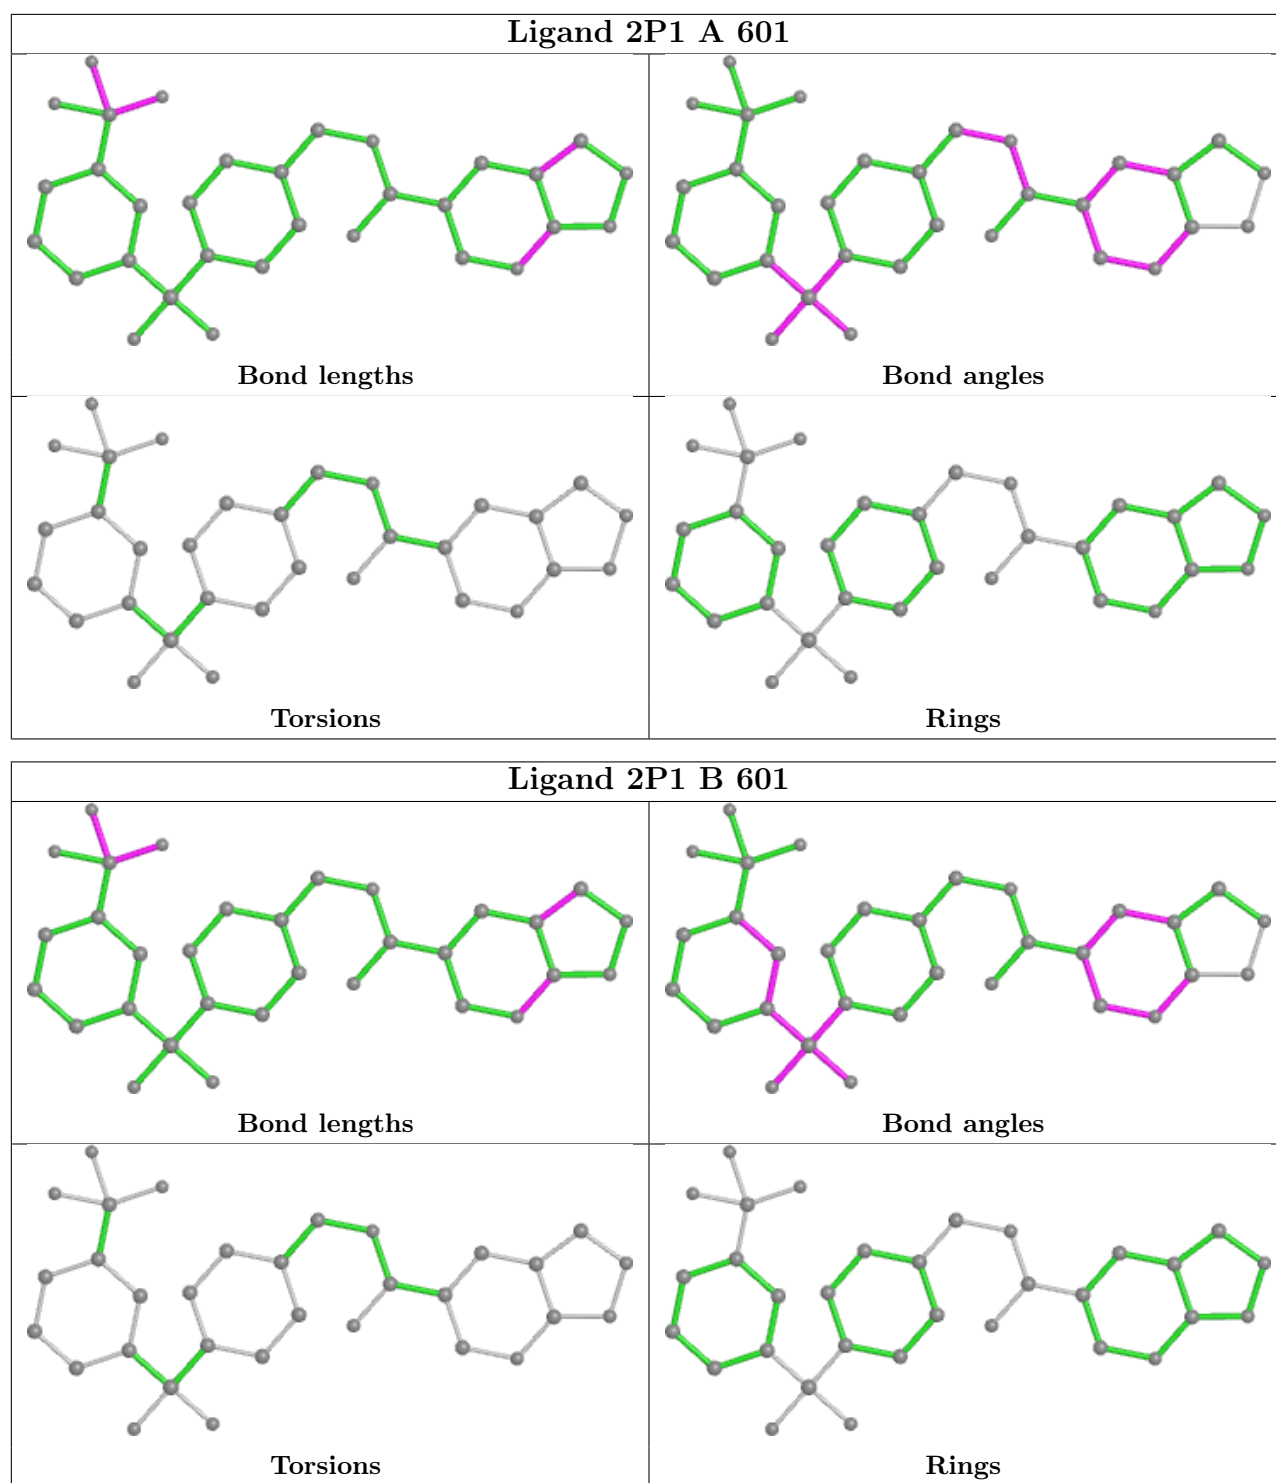 Ligand 2P1 A 601
Bond lengths
Bond angles
Torsions
Rings
Ligand 2P1 B 601
Bond lengths
Bond angles
Torsions
Rings